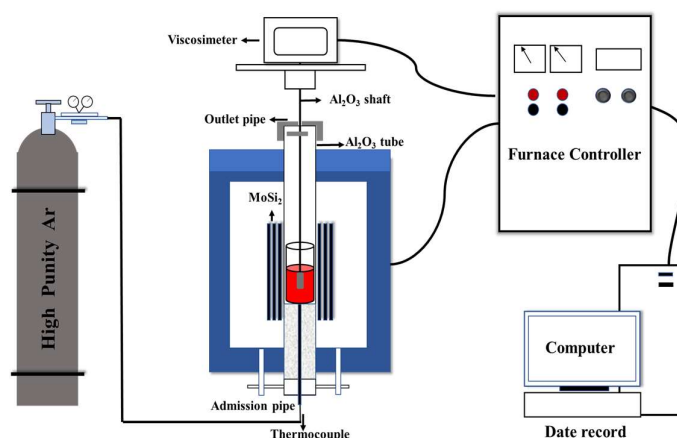 Viscosimeter
Al₂O₃ shaft
Outlet pipe
Al₂O₃ tube
MoSi₂
High Punity Ar
Furnace Controller
Computer
Admission pipe
Thermocouple
Date record